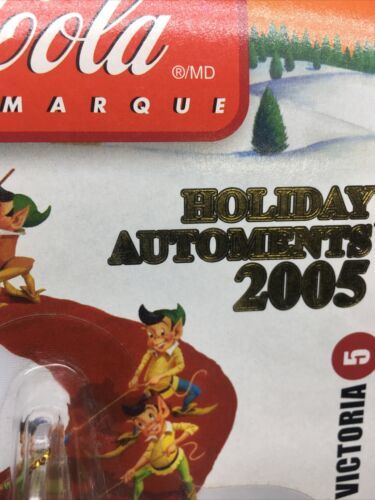 Cola
®/MD
MARQUE
HOLIDAY
AUTOMENTS
2005
VICTORIA 5